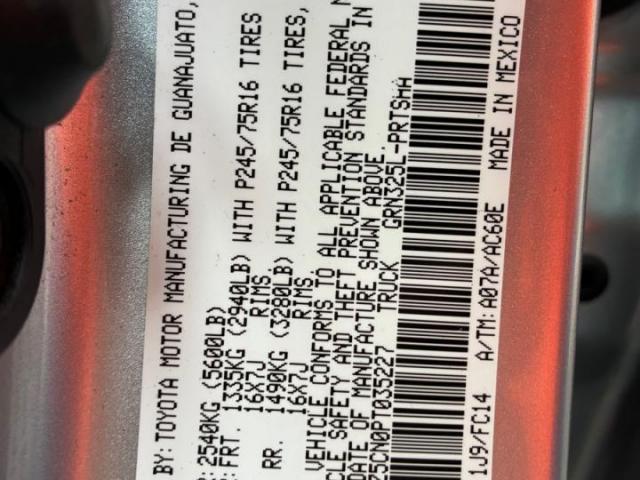 BY: TOYOTA MOTOR MANUFACTURING DE GUANAJUATO,
2540KG (5600LB)
FRT. 1335KG (2940LB) WITH P245/75R16 TIRES,
16X7J RIMS
RR. 1490KG (3280LB) WITH P245/75R16 TIRES,
16X7J RIMS
VEHICLE CONFORMS TO ALL APPLICABLE FEDERAL
CLE SAFETY AND THEFT PREVENTION STANDARDS IN
DATE OF MANUFACTURE SHOWN ABOVE.
Z5CN0PT035227 TRUCK GRN325L-PRTSHA
1J9/FC14 A/TM: A07A/AC60E MADE IN MEXICO